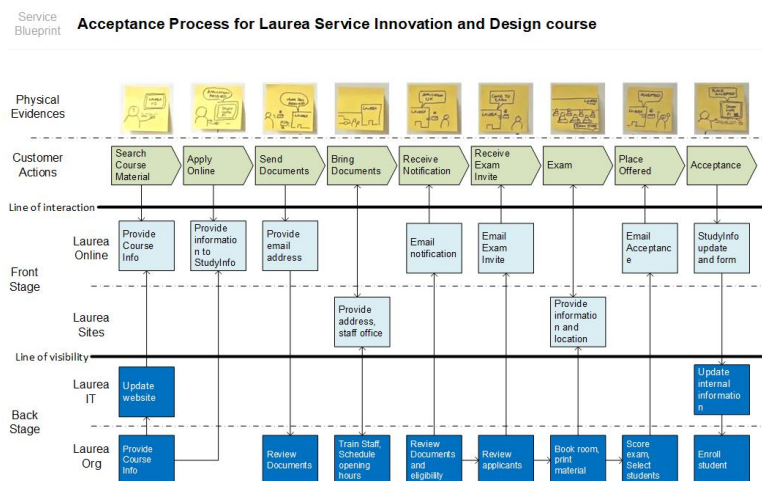 Service
Blueprint
Acceptance Process for Laurea Service Innovation and Design course
Physical
Evidences
Customer
Actions
Search
Course
Material
Apply
Online
Send
Documents
Bring
Documents
Receive
Notification
Receive
Exam
Invite
Exam
Place
Offered
Acceptance
Line of interaction
Front
Stage
Laurea
Online
Provide
Course
Info
Provide
informatio
n to
StudyInfo
Provide
email
address
Email
notification
Email
Exam
Invite
Email
Acceptanc
e
StudyInfo
update
and form
Laurea
Sites
Provide
address,
staff office
Provide
informatio
n and
location
Line of visibility
Back
Stage
Laurea
IT
Update
website
Update
internal
informatio
n
Laurea
Org
Provide
Course
Info
Review
Documents
Train Staff,
Schedule
opening
hours
Review
Documents
and
eligibility
Review
applicants
Book room,
print
material
Score
exam,
Select
students
Enroll
student